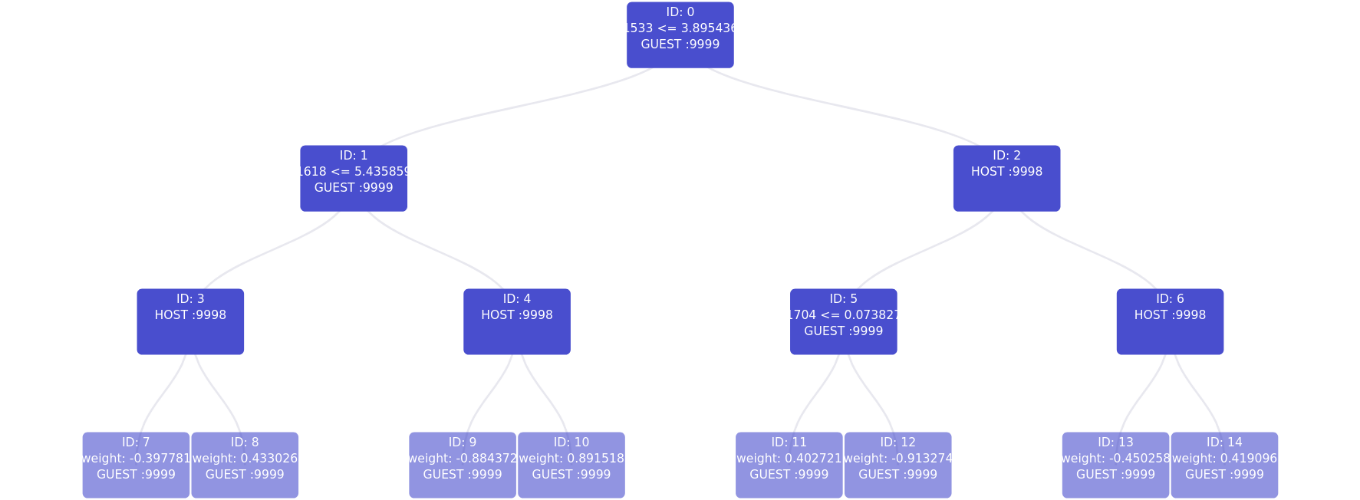 ID: 0
1533 <= 3.895436
GUEST :9999
ID: 1
1618 <= 5.435859
GUEST :9999
ID: 2
HOST :9998
ID: 3
HOST :9998
ID: 4
HOST :9998
ID: 5
1704 <= 0.073827
GUEST :9999
ID: 6
HOST :9998
ID: 7
weight: -0.397781
GUEST :9999
ID: 8
weight: 0.433026
GUEST :9999
ID: 9
weight: -0.884372
GUEST :9999
ID: 10
weight: 0.891518
GUEST :9999
ID: 11
weight: 0.402721
GUEST :9999
ID: 12
weight: -0.913274
GUEST :9999
ID: 13
weight: -0.450258
GUEST :9999
ID: 14
weight: 0.419096
GUEST :9999